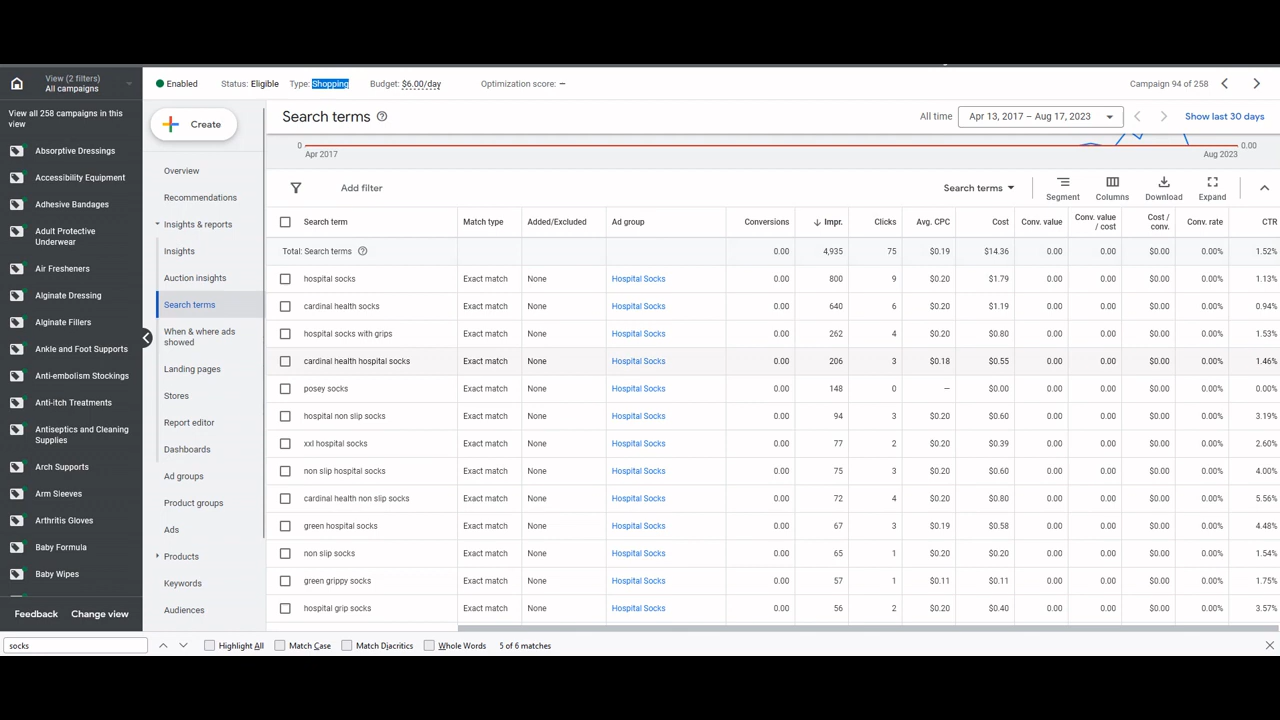 View (2 filters)
All campaigns
Enabled Status: Eligible Type: Shopping Budget: $6.00/day Optimization score: — Campaign 94 of 258
View all 258 campaigns in this
view
Absorptive Dressings
Accessibility Equipment
Adhesive Bandages
Adult Protective
Underwear
Air Fresheners
Alginate Dressing
Alginate Fillers
Ankle and Foot Supports
Anti-embolism Stockings
Anti-itch Treatments
Antiseptics and Cleaning
Supplies
Arch Supports
Arm Sleeves
Arthritis Gloves
Baby Formula
Baby Wipes
Feedback Change view
Create
Overview
Recommendations
Insights & reports
Insights
Auction insights
Search terms
When & where ads
showed
Landing pages
Stores
Report editor
Dashboards
Ad groups
Product groups
Ads
Products
Keywords
Audiences
Search terms All time Apr 13, 2017 – Aug 17, 2023 Show last 30 days
0 0.00
Apr 2017 Aug 2023
Add filter Search terms Segment Columns Download Expand
Search term Match type Added/Excluded Ad group Conversions Impr. Clicks Avg. CPC Cost Conv. value Conv. value / cost Cost / conv. Conv. rate CTR
Total: Search terms 0.00 4,935 75 $0.19 $14.36 0.00 0.00 $0.00 0.00% 1.52%
hospital socks Exact match None Hospital Socks 0.00 800 9 $0.20 $1.79 0.00 0.00 $0.00 0.00% 1.13%
cardinal health socks Exact match None Hospital Socks 0.00 640 6 $0.20 $1.19 0.00 0.00 $0.00 0.00% 0.94%
hospital socks with grips Exact match None Hospital Socks 0.00 262 4 $0.20 $0.80 0.00 0.00 $0.00 0.00% 1.53%
cardinal health hospital socks Exact match None Hospital Socks 0.00 206 3 $0.18 $0.55 0.00 0.00 $0.00 0.00% 1.46%
posey socks Exact match None Hospital Socks 0.00 148 0 — $0.00 0.00 0.00 $0.00 0.00% 0.00%
hospital non slip socks Exact match None Hospital Socks 0.00 94 3 $0.20 $0.60 0.00 0.00 $0.00 0.00% 3.19%
xxl hospital socks Exact match None Hospital Socks 0.00 77 2 $0.20 $0.39 0.00 0.00 $0.00 0.00% 2.60%
non slip hospital socks Exact match None Hospital Socks 0.00 75 3 $0.20 $0.60 0.00 0.00 $0.00 0.00% 4.00%
cardinal health non slip socks Exact match None Hospital Socks 0.00 72 4 $0.20 $0.80 0.00 0.00 $0.00 0.00% 5.56%
green hospital socks Exact match None Hospital Socks 0.00 67 3 $0.19 $0.58 0.00 0.00 $0.00 0.00% 4.48%
non slip socks Exact match None Hospital Socks 0.00 65 1 $0.20 $0.20 0.00 0.00 $0.00 0.00% 1.54%
green grippy socks Exact match None Hospital Socks 0.00 57 1 $0.11 $0.11 0.00 0.00 $0.00 0.00% 1.75%
hospital grip socks Exact match None Hospital Socks 0.00 56 2 $0.20 $0.40 0.00 0.00 $0.00 0.00% 3.57%
socks Highlight All Match Case Match Diacritics Whole Words 5 of 6 matches